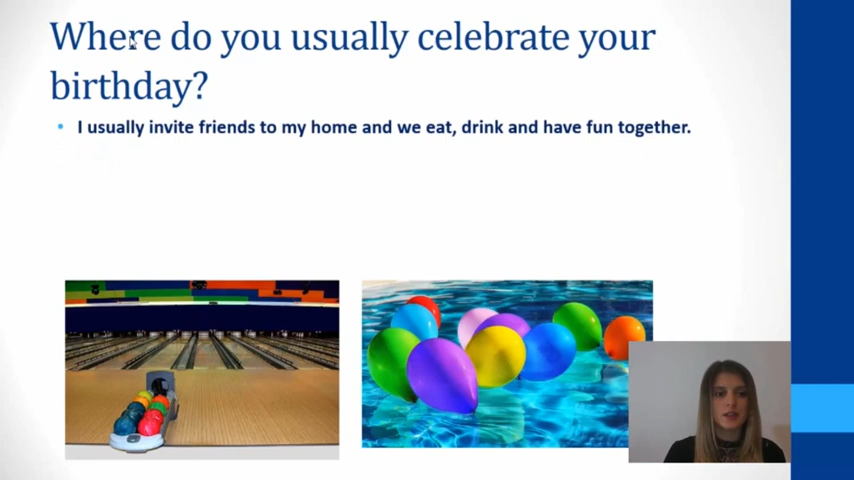 Where do you usually celebrate your
birthday?
I usually invite friends to my home and we eat, drink and have fun together.